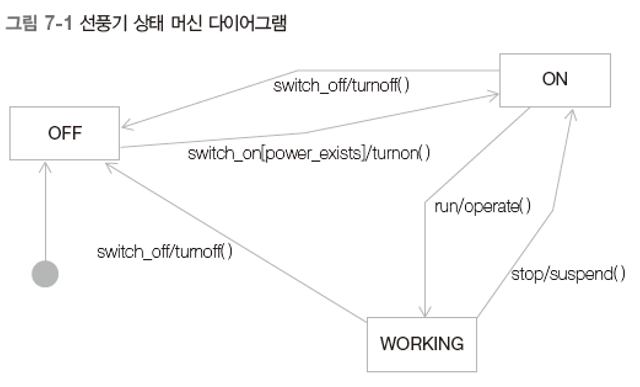 그림 7-1 선풍기 상태 머신 다이어그램
ON
switch_off/turnoff( )
OFF
switch_on[power_exists]/turnon( )
run/operate( )
switch_off/turnoff( )
stop/suspend( )
WORKING